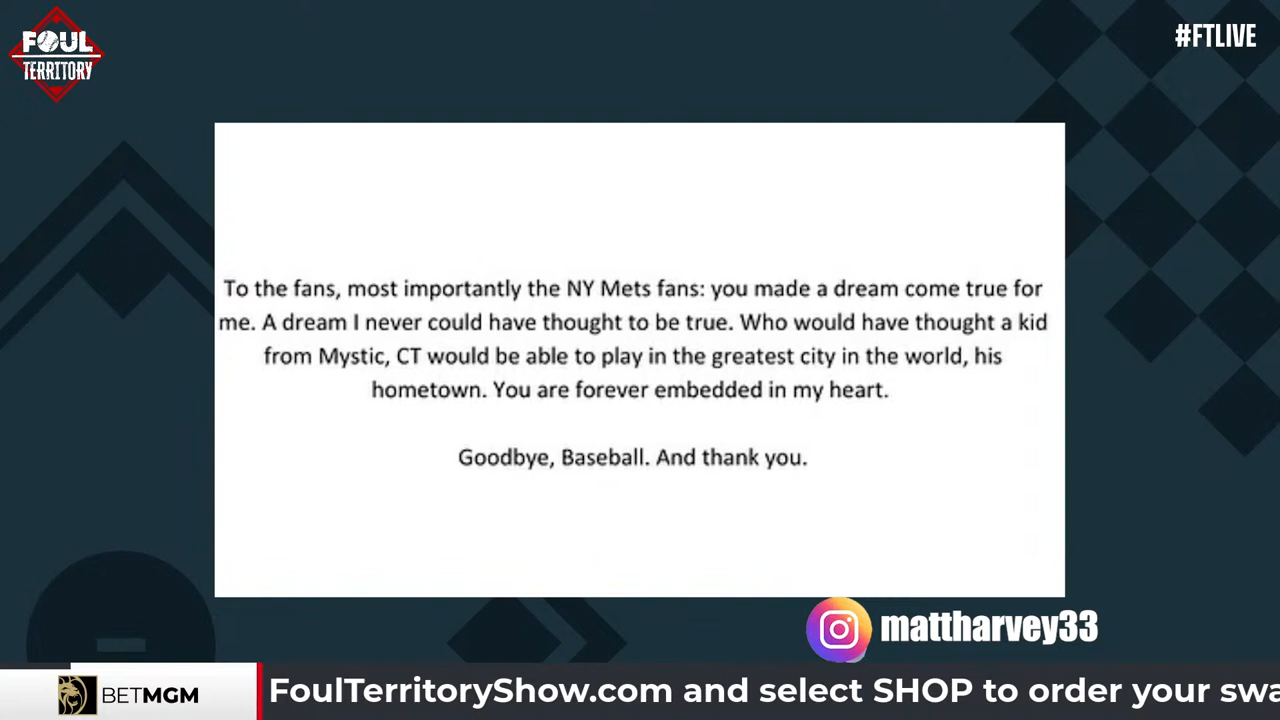 FOUL
TERRITORY
#FTLIVE
To the fans, most importantly the NY Mets fans: you made a dream come true for
me. A dream I never could have thought to be true. Who would have thought a kid
from Mystic, CT would be able to play in the greatest city in the world, his
hometown. You are forever embedded in my heart.
Goodbye, Baseball. And thank you.
mattharvey33
BETMGM
FoulTerritoryShow.com and select SHOP to order your swa